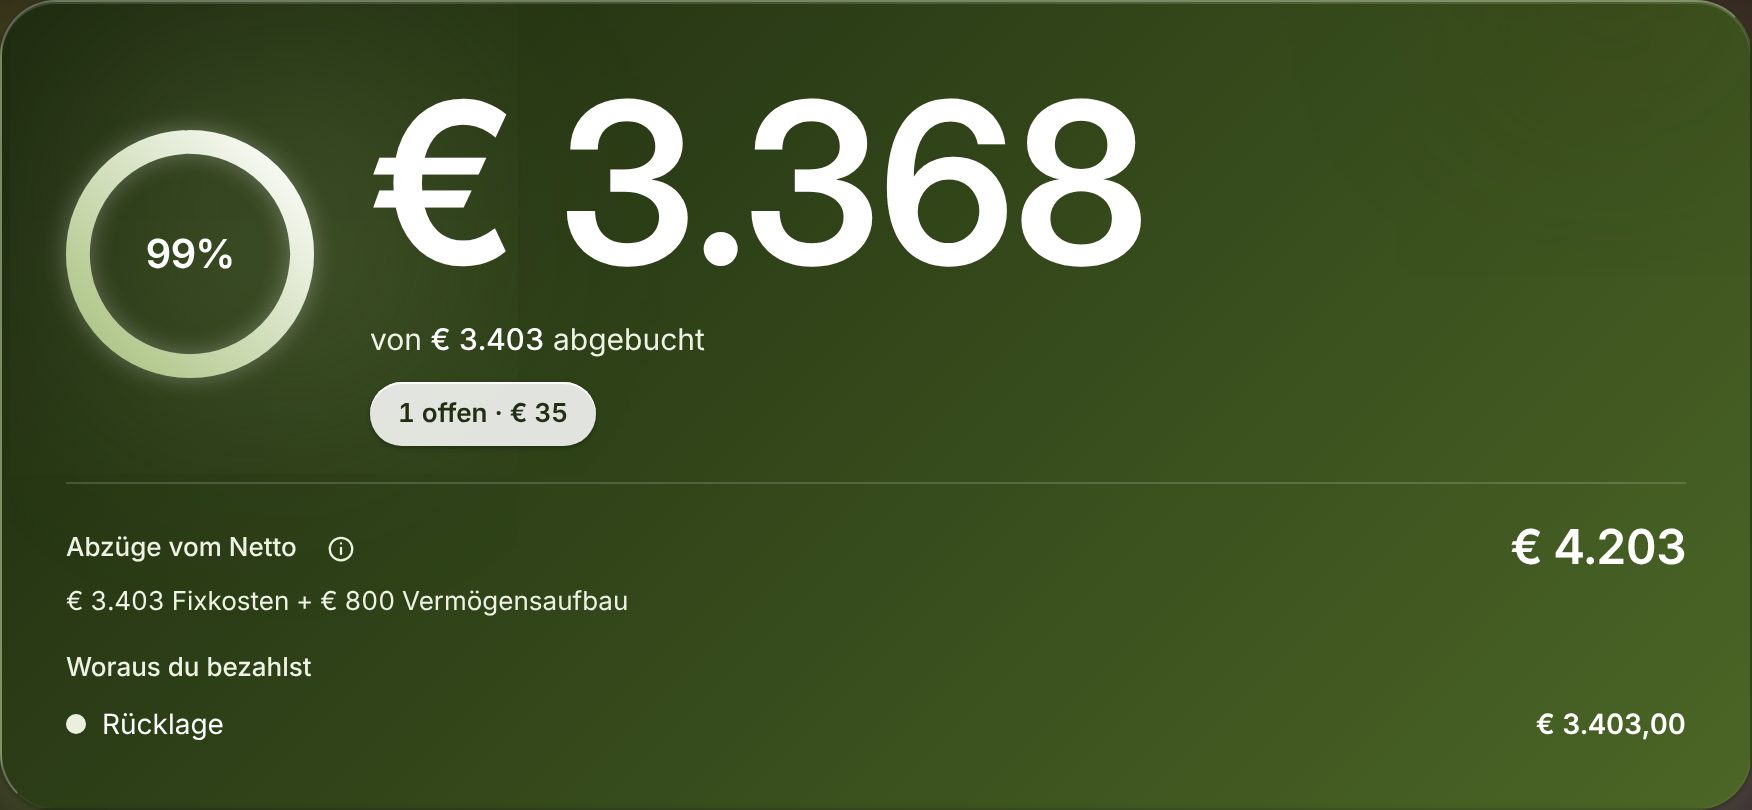 99%
€ 3.368
von € 3.403 abgebucht
1 offen · € 35
Abzüge vom Netto
€ 4.203
€ 3.403 Fixkosten + € 800 Vermögensaufbau
Woraus du bezahlst
Rücklage
€ 3.403,00